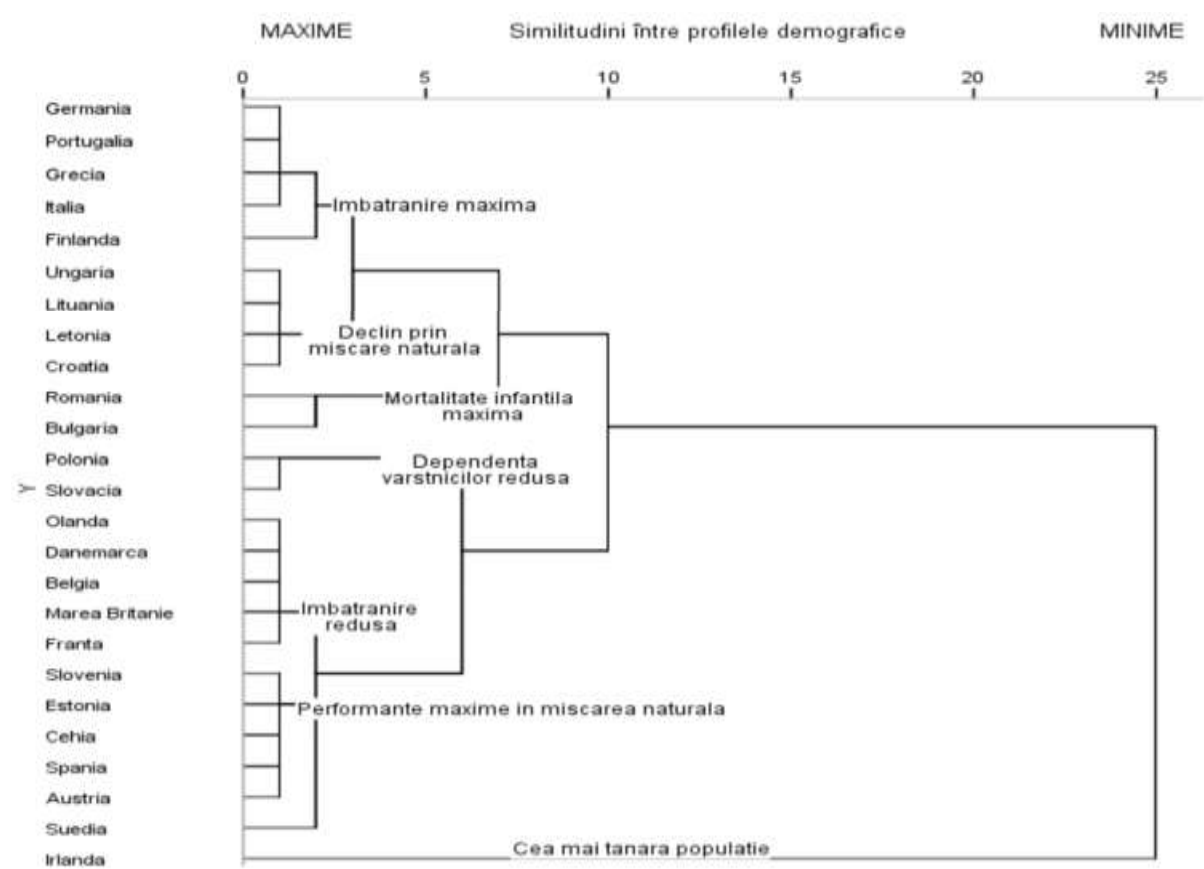 MAXIME Similitudini între profilele demografice MINIME
0 5 10 15 20 25
Germania
Portugalia
Grecia
Italia
Imbatranire maxima
Finlanda
Ungaria
Lituania
Letonia
Declin prin
miscare naturala
Croatia
Romania
Mortalitate infantila
maxima
Bulgaria
Polonia
Dependenta
varstnicilor redusa
Y
Slovacia
Olanda
Danemarca
Belgia
Marea Britanie
Imbatranire
redusa
Franta
Slovenia
Estonia
Performante maxime in miscarea naturala
Cehia
Spania
Austria
Suedia
Cea mai tanara populatie
Irlanda